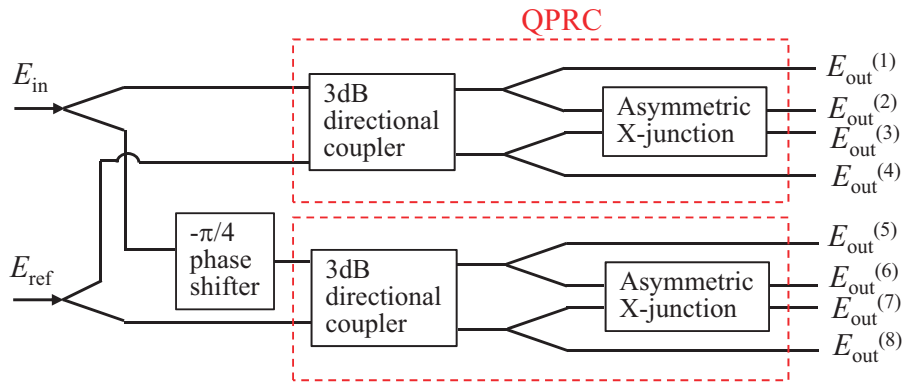 QPRC
E_in
3dB
directional
coupler
Asymmetric
X-junction
E_out^(1)
E_out^(2)
E_out^(3)
E_out^(4)
E_ref
-π/4
phase
shifter
3dB
directional
coupler
Asymmetric
X-junction
E_out^(5)
E_out^(6)
E_out^(7)
E_out^(8)